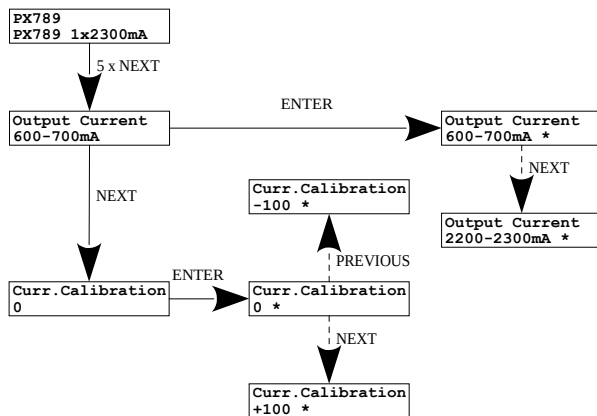 PX789
PX789 1x2300mA
5 x NEXT
Output Current
600-700mA
ENTER
Output Current
600-700mA *
NEXT
Output Current
2200-2300mA *
NEXT
Curr.Calibration
-100 *
PREVIOUS
Curr.Calibration
0
ENTER
Curr.Calibration
0 *
NEXT
Curr.Calibration
+100 *